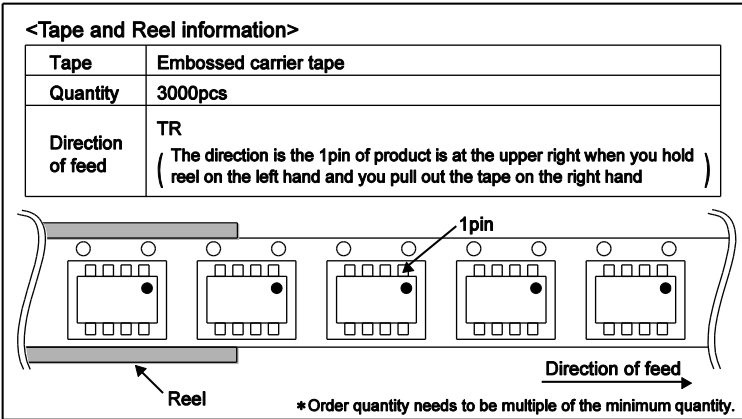 <Tape and Reel information>
Tape Embossed carrier tape
Quantity 3000pcs
Direction of feed TR
( The direction is the 1pin of product is at the upper right when you hold
reel on the left hand and you pull out the tape on the right hand )
1pin
Direction of feed
Reel
*Order quantity needs to be multiple of the minimum quantity.